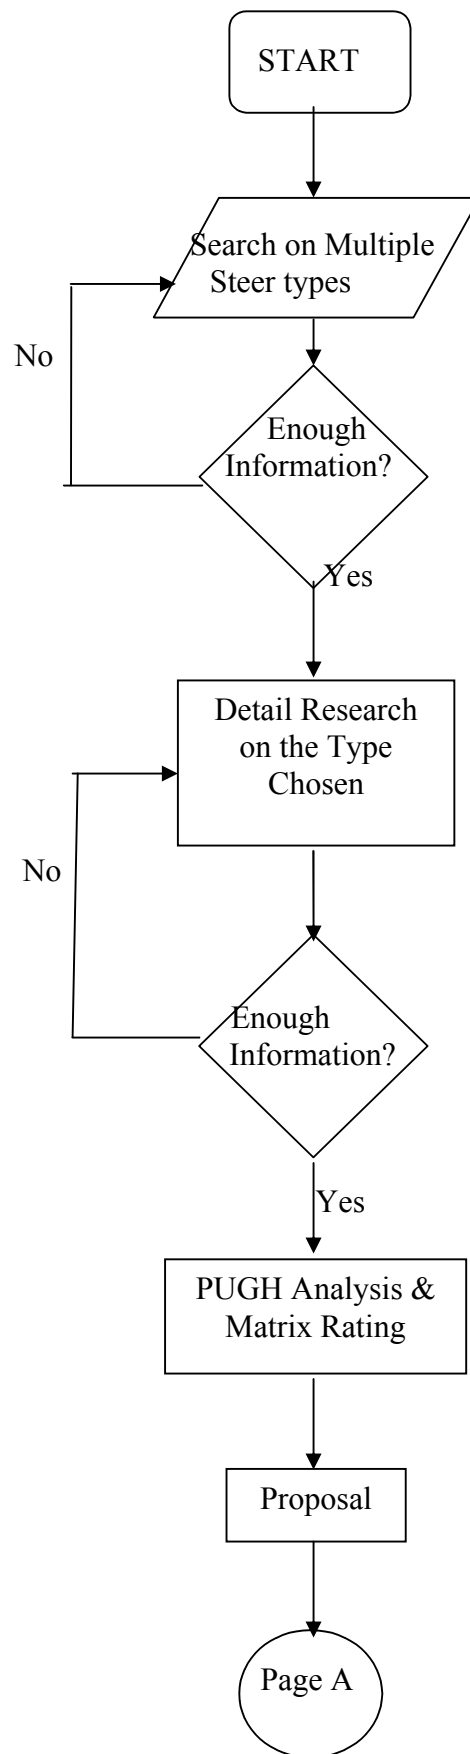 START
Search on Multiple
Steer types
No
Enough
Information?
Yes
Detail Research
on the Type
Chosen
No
Enough
Information?
Yes
PUGH Analysis &
Matrix Rating
Proposal
Page A